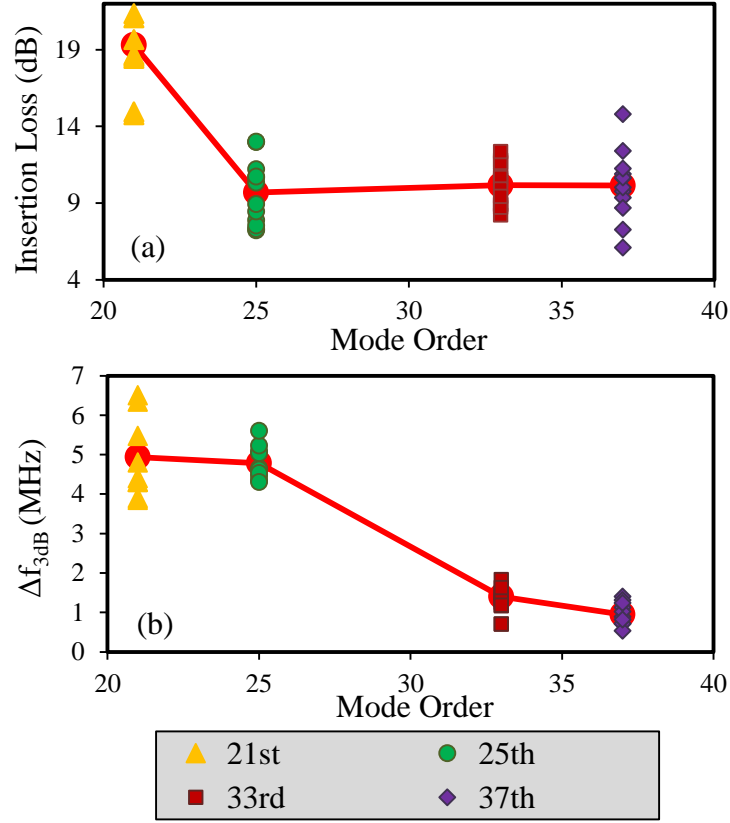 Insertion Loss (dB)
19
14
9
4
(a)
20 25 30 35 40
Mode Order
Δf3dB (MHz)
7
6
5
4
3
2
1
0
(b)
20 25 30 35 40
Mode Order
21st 25th
33rd 37th